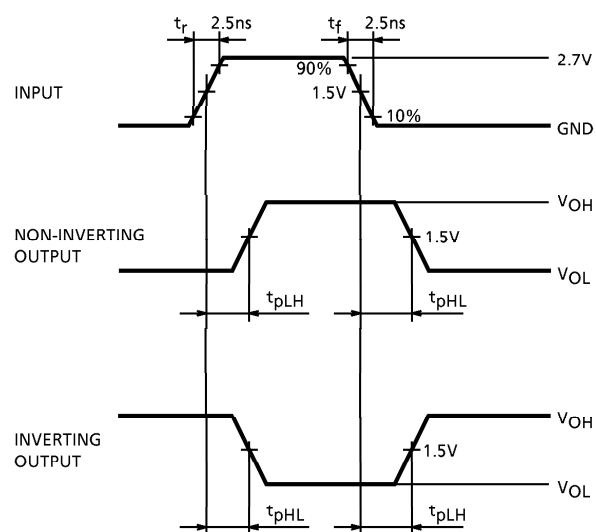 tr 2.5ns tf 2.5ns
2.7V
90%
INPUT
1.5V
10%
GND
VOH
NON-INVERTING
OUTPUT
1.5V
VOL
tpLH tpHL
VOH
INVERTING
OUTPUT
1.5V
VOL
tpHL tpLH